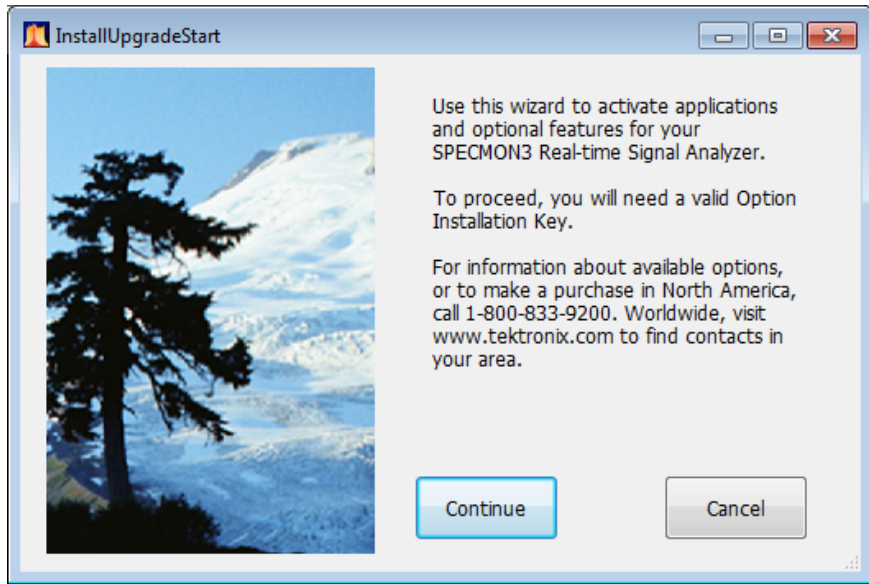 InstallUpgradeStart
Use this wizard to activate applications
and optional features for your
SPECMON3 Real-time Signal Analyzer.
To proceed, you will need a valid Option
Installation Key.
For information about available options,
or to make a purchase in North America,
call 1-800-833-9200. Worldwide, visit
www.tektronix.com to find contacts in
your area.
Continue
Cancel